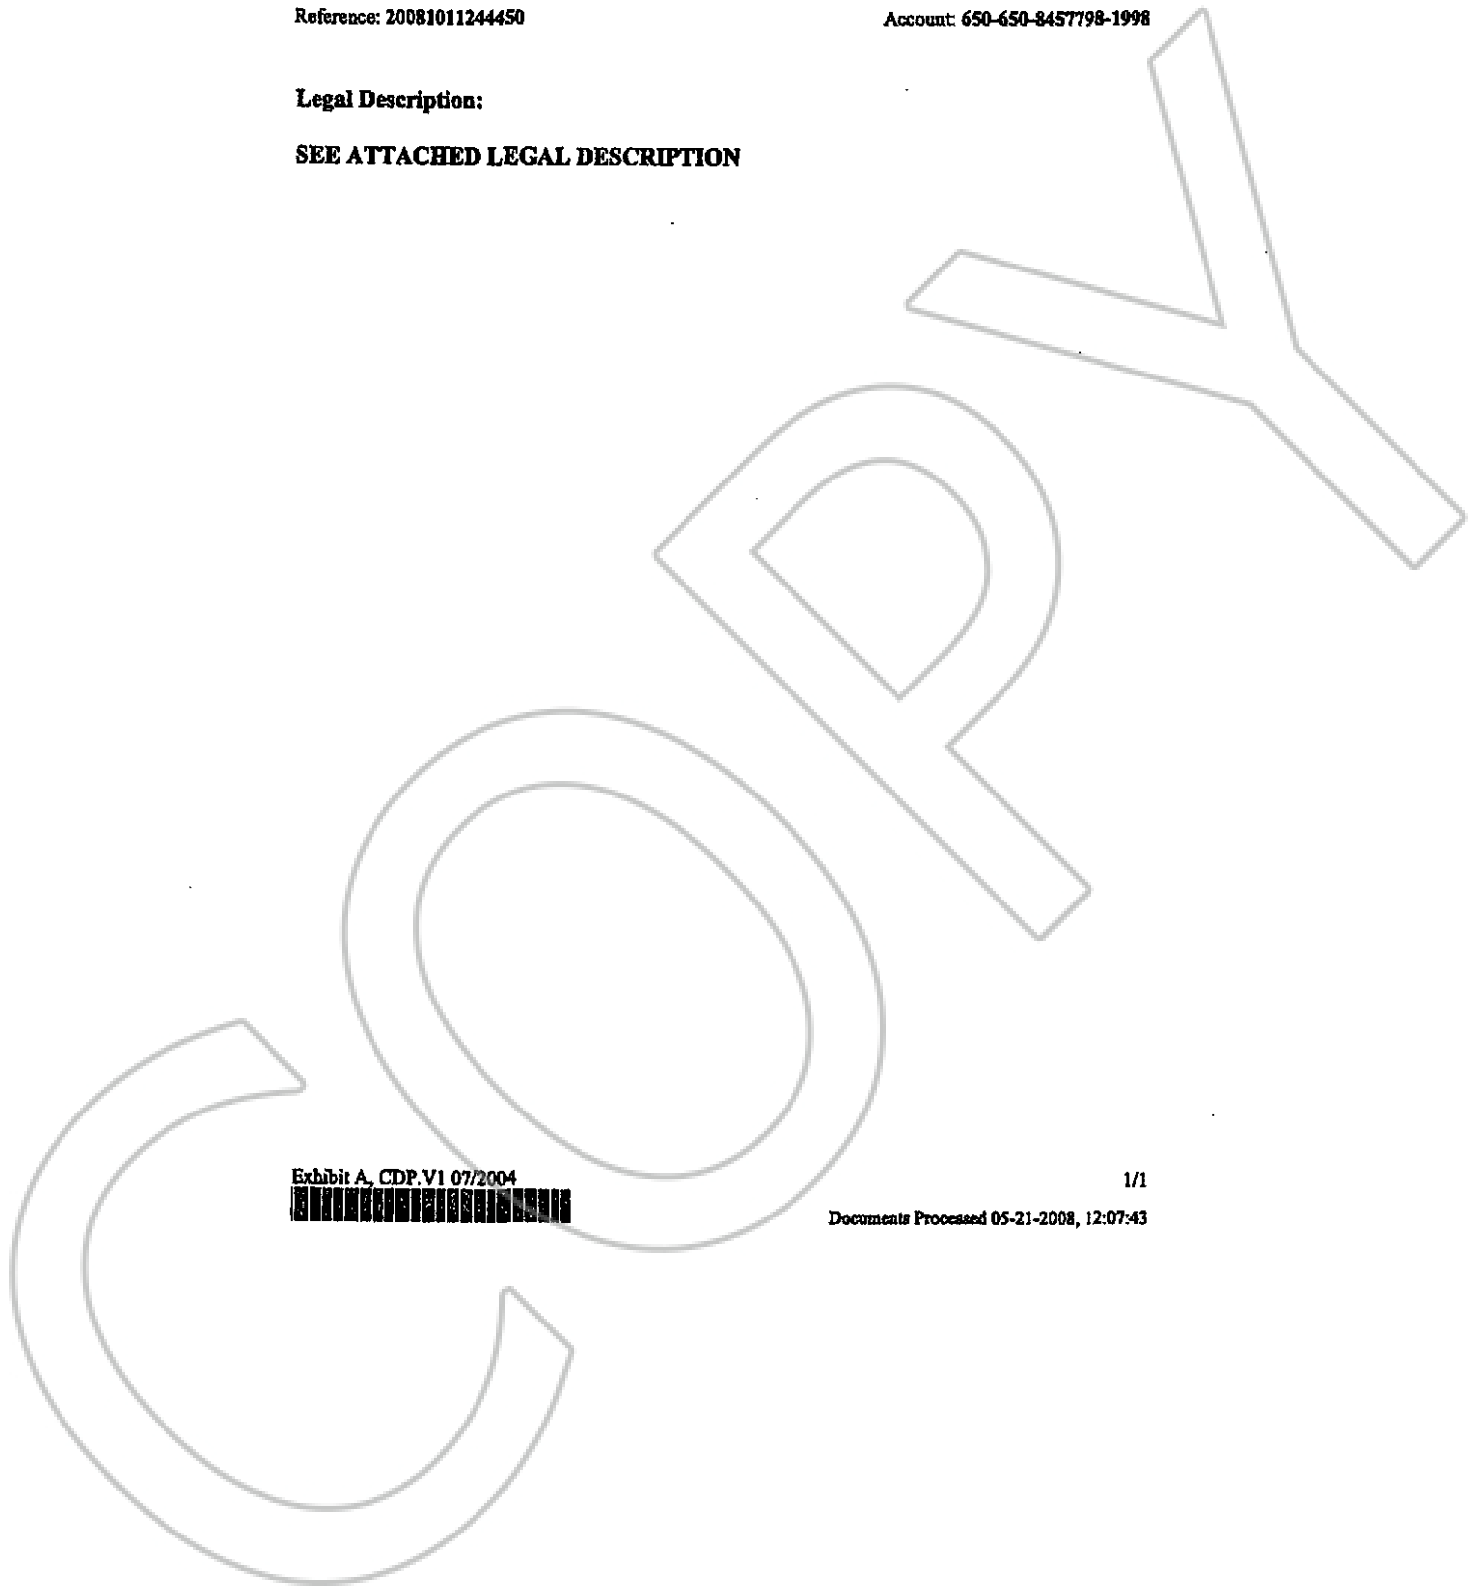 Reference: 20081011244450 Account: 650-650-8457798-1998
Legal Description:
SEE ATTACHED LEGAL DESCRIPTION
COPY
Exhibit A, CDP.V1 07/2004 1/1
Documents Processed 05-21-2008, 12:07:43